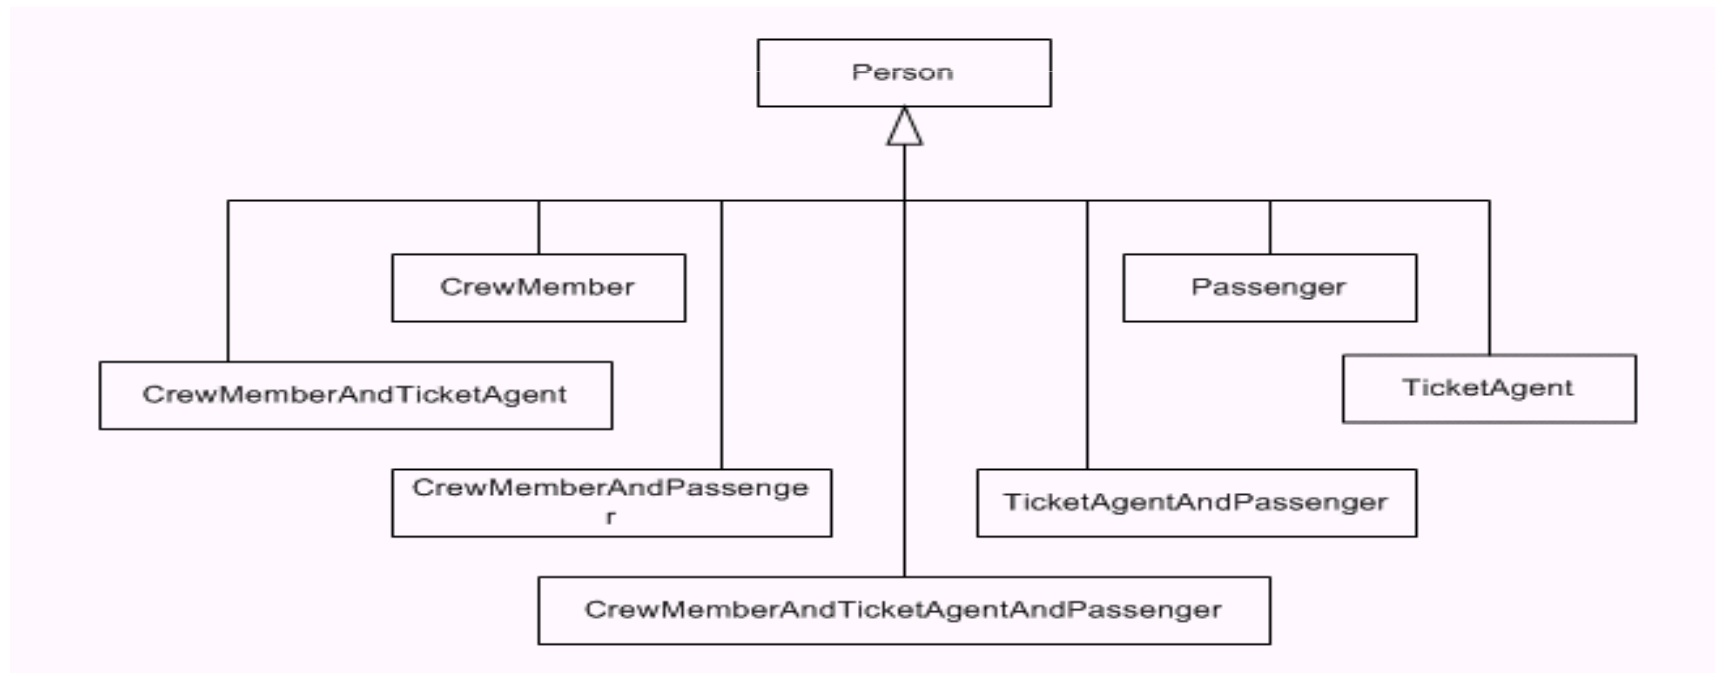 Person
CrewMember
Passenger
CrewMemberAndTicketAgent
TicketAgent
CrewMemberAndPassenge
r
TicketAgentAndPassenger
CrewMemberAndTicketAgentAndPassenger